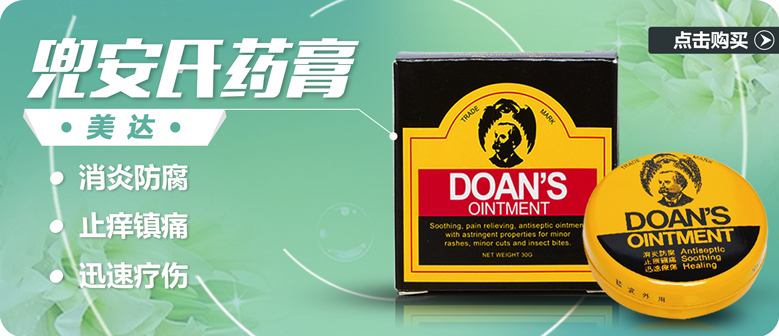 兜安氏药膏
• 美达 •
• 消炎防腐
• 止痒镇痛
• 迅速疗伤
点击购买
TRADE MARK
DOAN'S
OINTMENT
Soothing, pain relieving, antiseptic ointment
with astringent properties for minor
rashes, minor cuts and insect bites.
NET WEIGHT 30G
TRADE MARK
DOAN'S
OINTMENT
消炎防腐 Antiseptic
止痕镇痛 Soothing
迅速疗伤 Healing